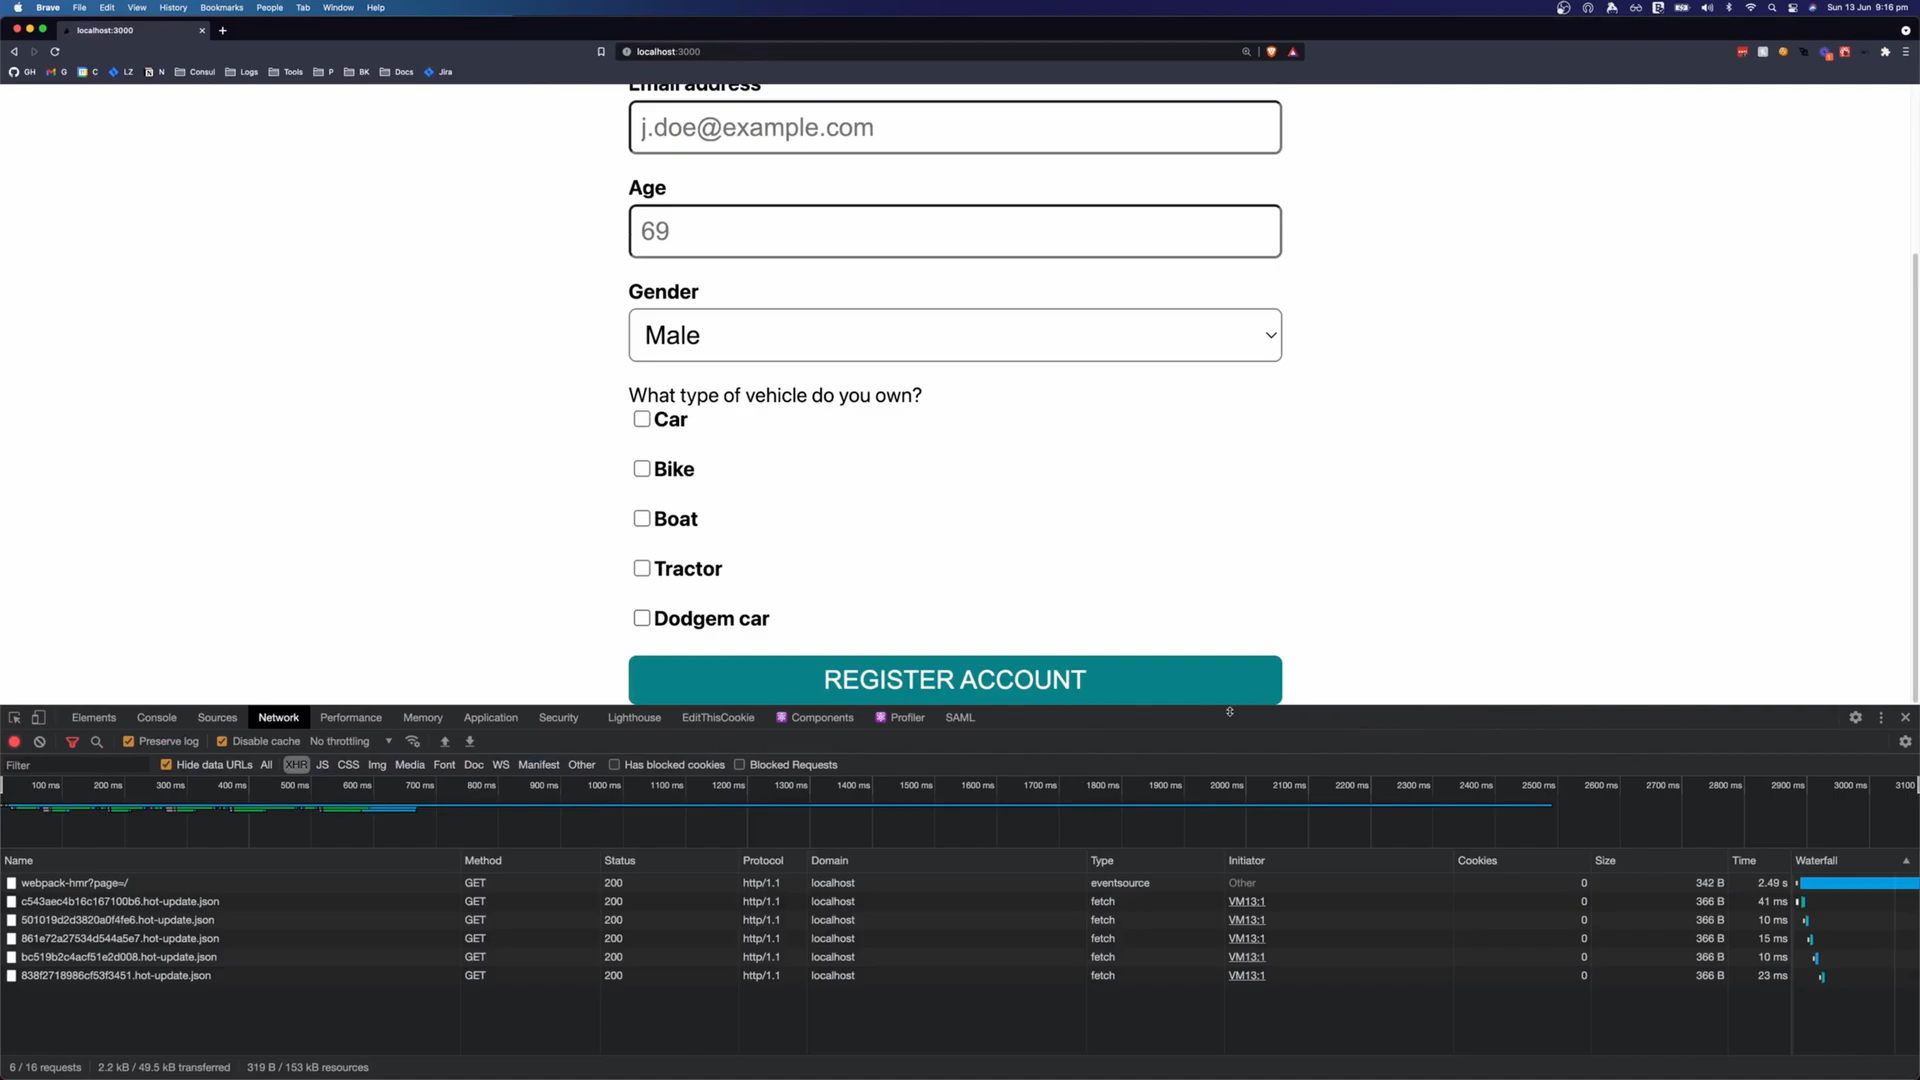 Brave File Edit View History Bookmarks People Tab Window Help Sun 13 Jun 9:16 pm
localhost:3000
localhost:3000
GH G C LZ N Consul Logs Tools P BK Docs Jira
Email address
j.doe@example.com
Age
69
Gender
Male
What type of vehicle do you own?
Car
Bike
Boat
Tractor
Dodgem car
REGISTER ACCOUNT
Elements Console Sources Network Performance Memory Application Security Lighthouse EditThisCookie Components Profiler SAML
Preserve log Disable cache No throttling
Filter Hide data URLs All XHR JS CSS Img Media Font Doc WS Manifest Other Has blocked cookies Blocked Requests
100 ms 200 ms 300 ms 400 ms 500 ms 600 ms 700 ms 800 ms 900 ms 1000 ms 1100 ms 1200 ms 1300 ms 1400 ms 1500 ms 1600 ms 1700 ms 1800 ms 1900 ms 2000 ms 2100 ms 2200 ms 2300 ms 2400 ms 2500 ms 2600 ms 2700 ms 2800 ms 2900 ms 3000 ms 3100
Name Method Status Protocol Domain Type Initiator Cookies Size Time Waterfall
webpack-hmr?page=/ GET 200 http/1.1 localhost eventsource Other 0 342 B 2.49 s
c543aec4b16c167100b6.hot-update.json GET 200 http/1.1 localhost fetch VM13:1 0 366 B 41 ms
501019d2d3820a0f4fe6.hot-update.json GET 200 http/1.1 localhost fetch VM13:1 0 366 B 10 ms
861e72a27534d544a5e7.hot-update.json GET 200 http/1.1 localhost fetch VM13:1 0 366 B 15 ms
bc519b2c4acf51e2d008.hot-update.json GET 200 http/1.1 localhost fetch VM13:1 0 366 B 10 ms
838f2718986cf53f3451.hot-update.json GET 200 http/1.1 localhost fetch VM13:1 0 366 B 23 ms
6 / 16 requests 2.2 kB / 49.5 kB transferred 319 B / 153 kB resources